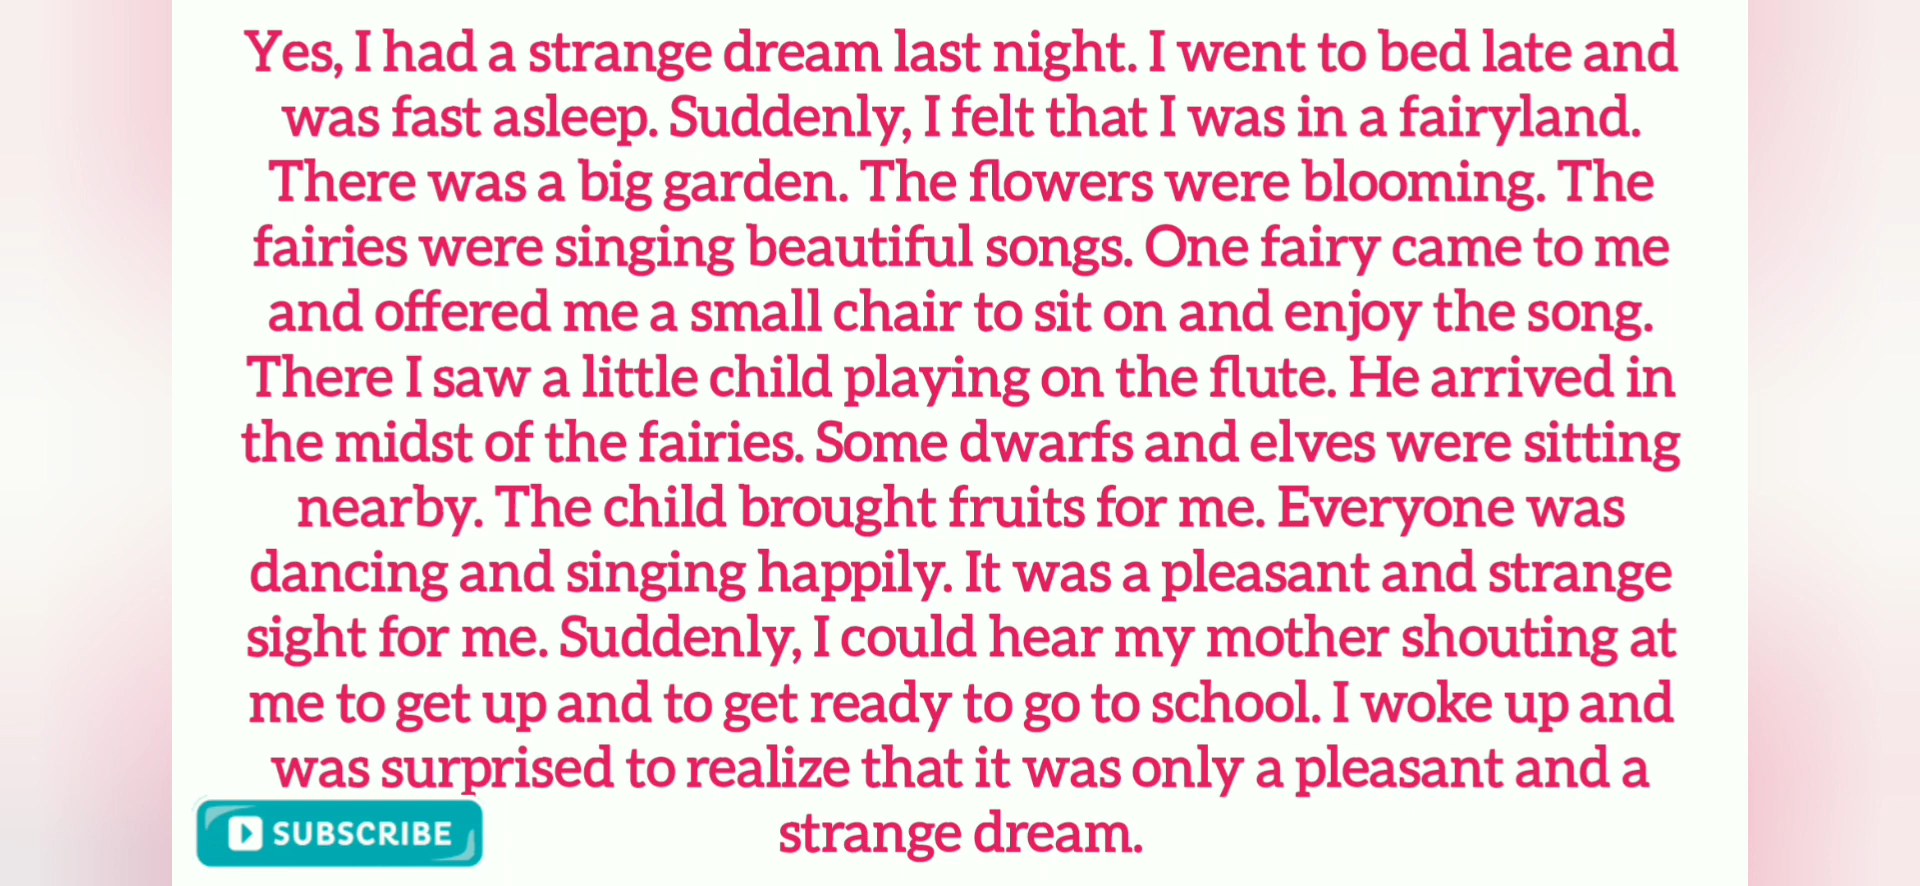 Yes, I had a strange dream last night. I went to bed late and
was fast asleep. Suddenly, I felt that I was in a fairyland.
There was a big garden. The flowers were blooming. The
fairies were singing beautiful songs. One fairy came to me
and offered me a small chair to sit on and enjoy the song.
There I saw a little child playing on the flute. He arrived in
the midst of the fairies. Some dwarfs and elves were sitting
nearby. The child brought fruits for me. Everyone was
dancing and singing happily. It was a pleasant and strange
sight for me. Suddenly, I could hear my mother shouting at
me to get up and to get ready to go to school. I woke up and
was surprised to realize that it was only a pleasant and a
strange dream.
SUBSCRIBE